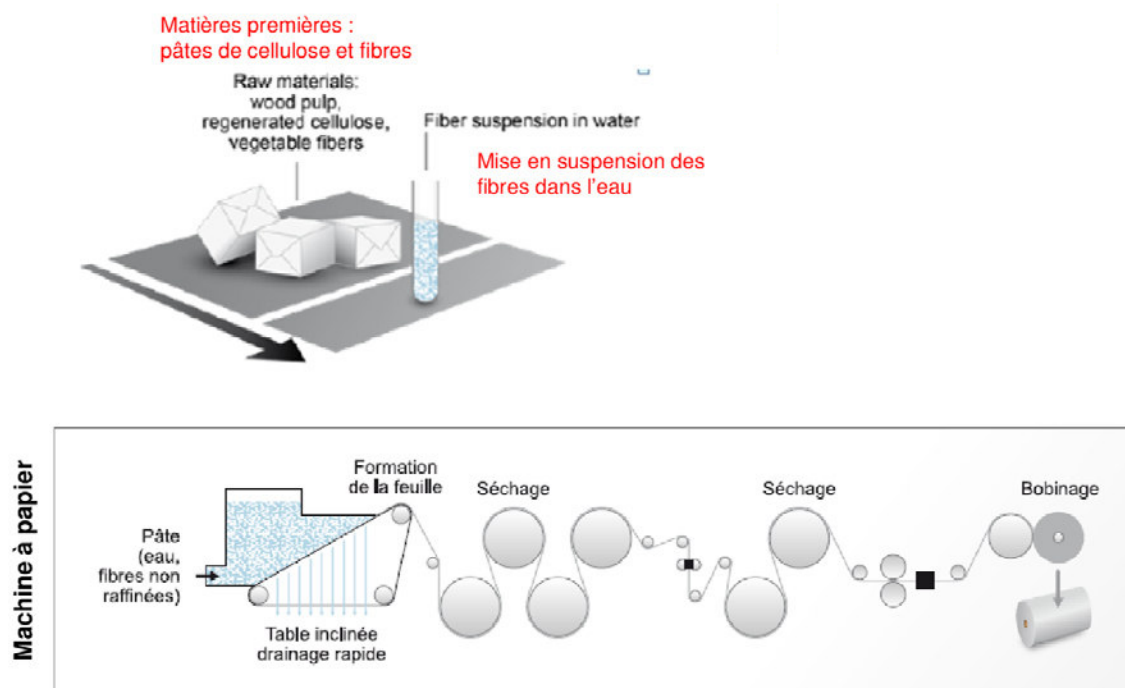 Matières premières :
pâtes de cellulose et fibres
Raw materials:
wood pulp,
regenerated cellulose,
vegetable fibers
Fiber suspension in water
Mise en suspension des
fibres dans l'eau
Machine à papier
Pâte
(eau,
fibres non
raffinées)
Formation
de la feuille
Table inclinée
drainage rapide
Séchage
Séchage
Bobinage